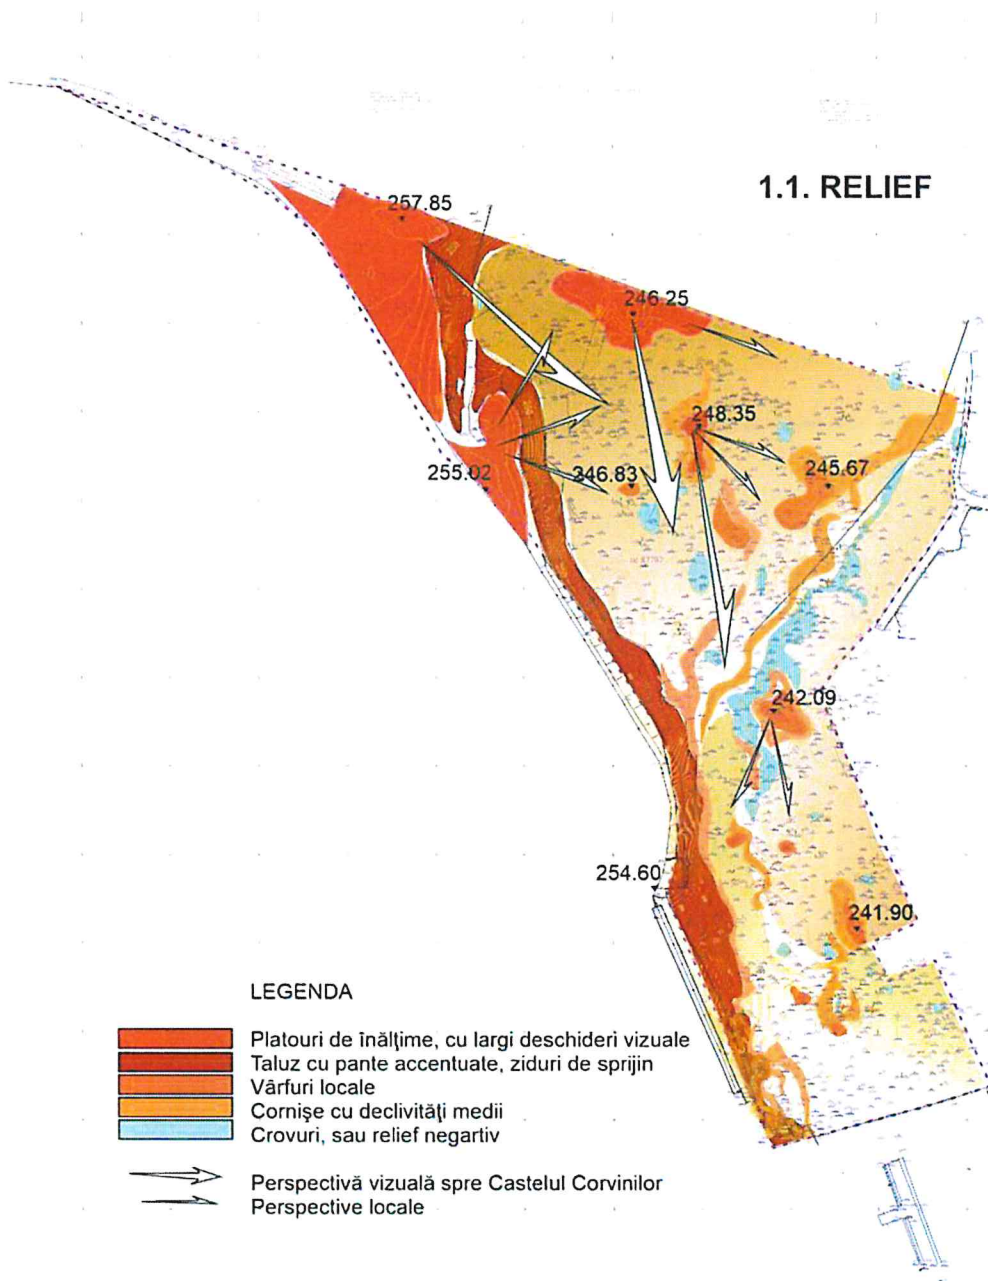 1.1. RELIEF
257.85
246.25
248.35
255.02
246.83
245.67
242.09
254.60
241.90
LEGENDA
Platouri de înălţime, cu largi deschideri vizuale
Taluz cu pante accentuate, ziduri de sprijin
Vârfuri locale
Cornişe cu declivităţi medii
Crovuri, sau relief negartiv
Perspectivă vizuală spre Castelul Corvinilor
Perspective locale